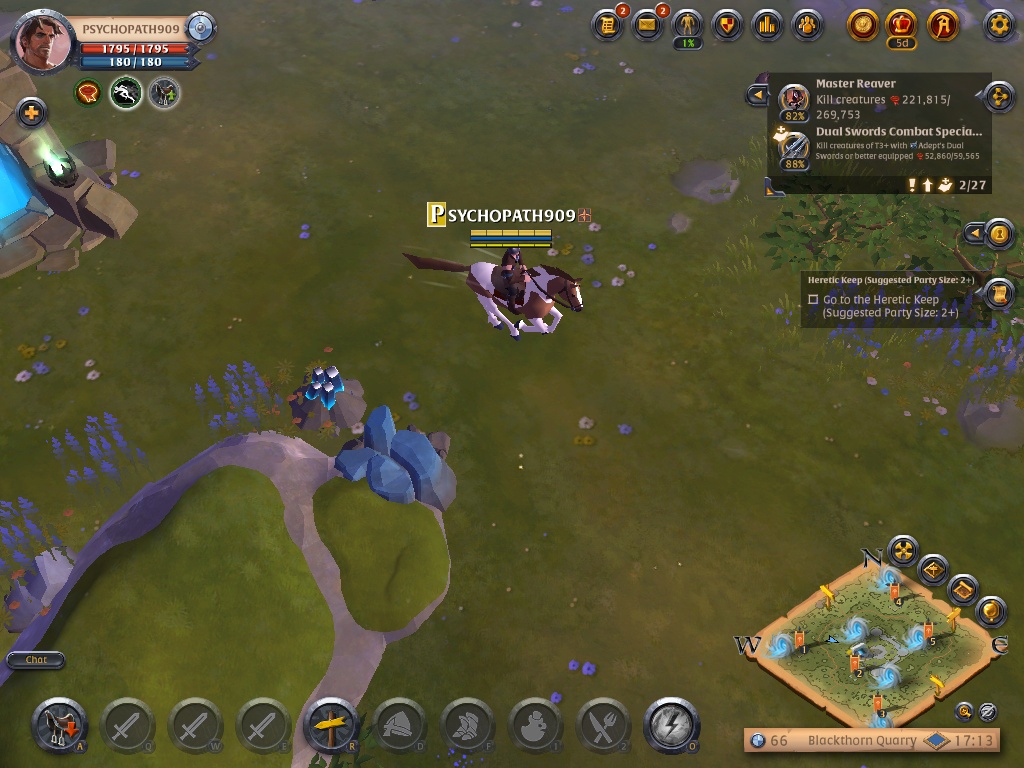 PSYCHOPATH909
1795 / 1795
180 / 180
2
2
1%
5d
Master Reaver
Kill creatures 221,815/
269,753
82%
Dual Swords Combat Specia...
Kill creatures of T3+ with Adept's Dual
Swords or better equipped 52,860/59,565
88%
2/27
PSYCHOPATH909
Heretic Keep (Suggested Party Size: 2+)
Go to the Heretic Keep
(Suggested Party Size: 2+)
N
W
E
4
1
5
2
3
Chat
A
Q
W
E
R
D
F
1
2
O
66 Blackthorn Quarry 17:13